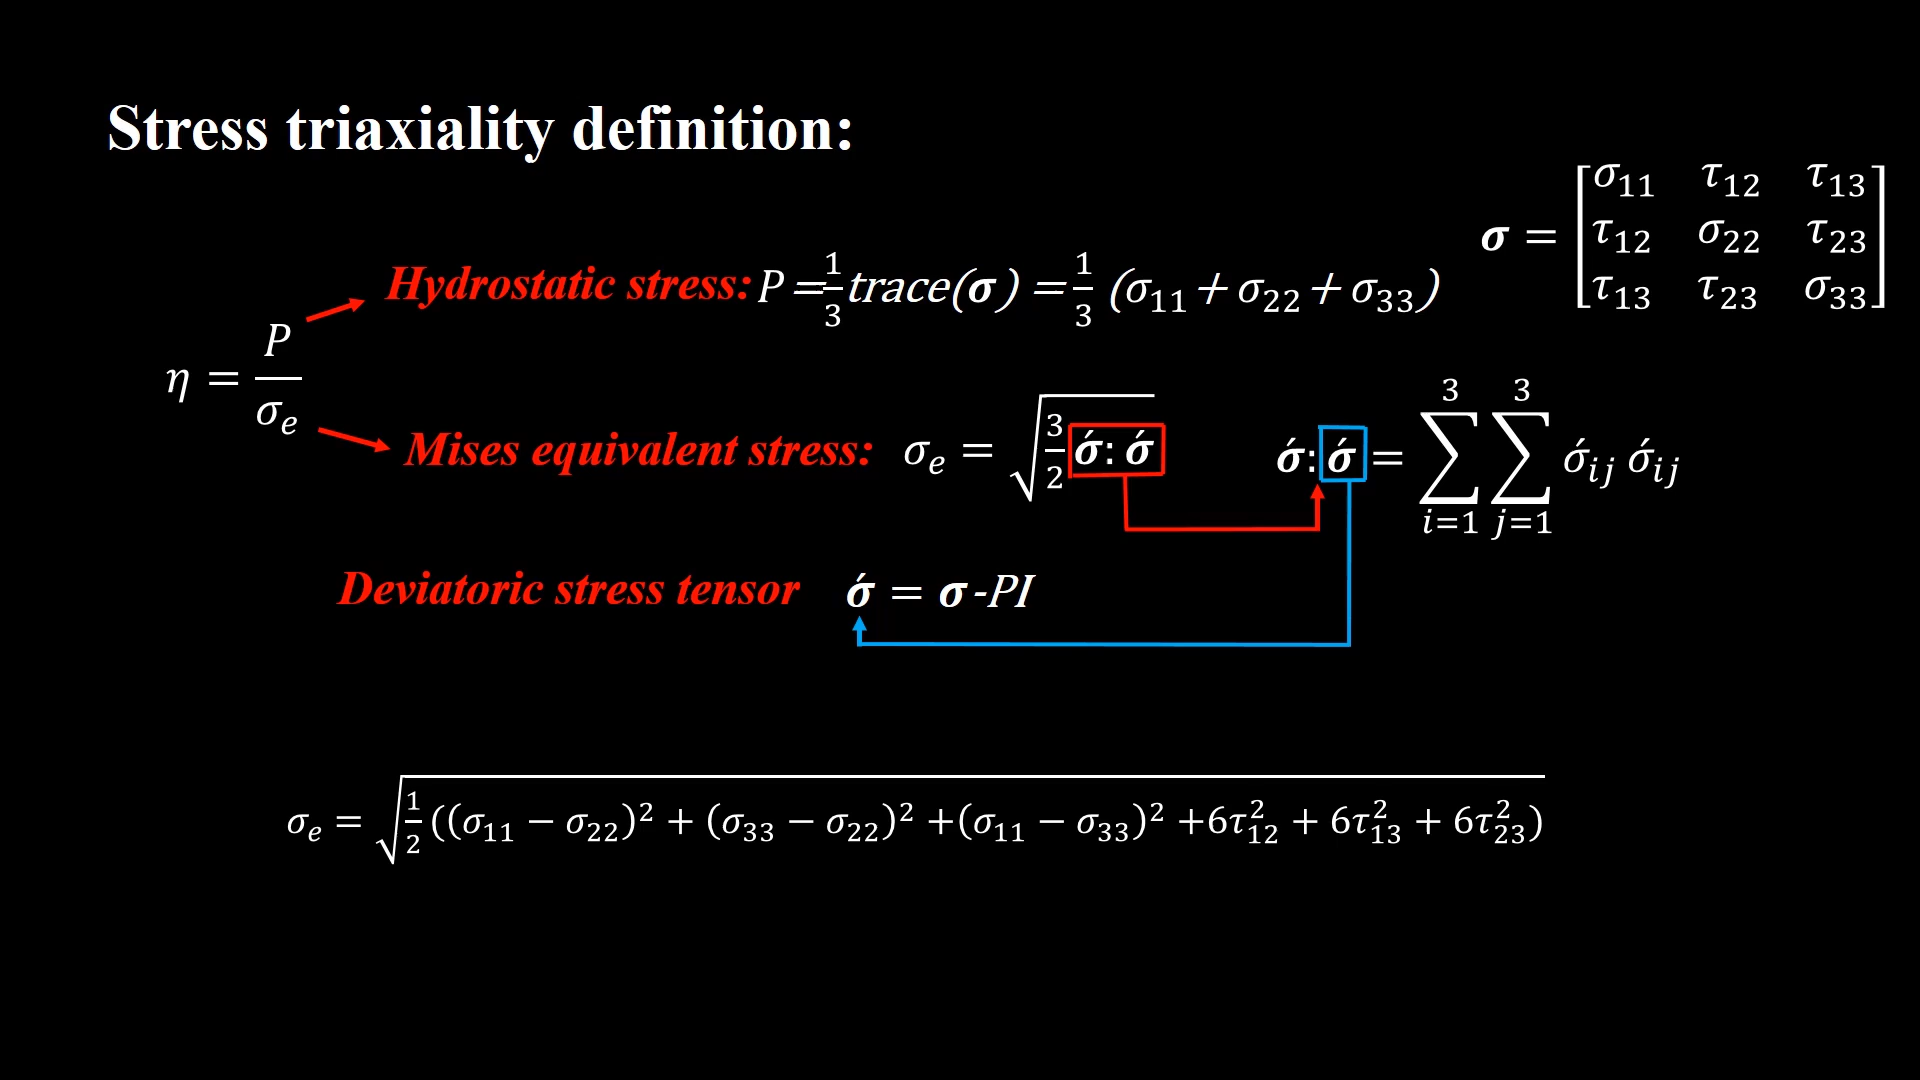 Stress triaxiality definition:
σ = [σ₁₁ τ₁₂ τ₁₃
τ₁₂ σ₂₂ τ₂₃
τ₁₃ τ₂₃ σ₃₃]
Hydrostatic stress: P = 1/3 trace(σ) = 1/3 (σ₁₁ + σ₂₂ + σ₃₃)
η = P/σₑ
Mises equivalent stress: σₑ = √(3/2 σ́: σ́)
σ́: σ́ = ∑_{i=1}^{3} ∑_{j=1}^{3} σ́_{ij} σ́_{ij}
Deviatoric stress tensor σ́ = σ -PI
σₑ = √(1/2 ((σ₁₁ − σ₂₂)² + (σ₃₃ − σ₂₂)² +(σ₁₁ − σ₃₃)² +6τ₁₂² + 6τ₁₃² + 6τ₂₃²))